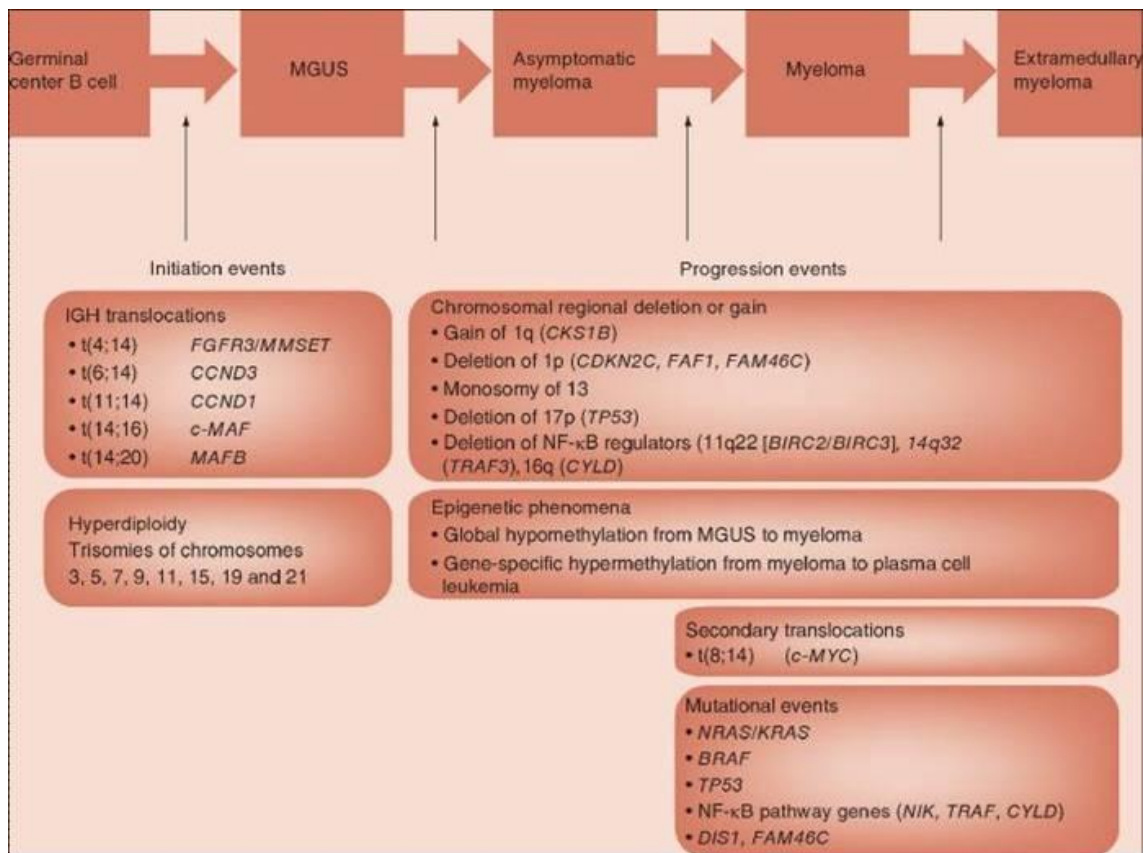 Germinal
center B cell
MGUS
Asymptomatic
myeloma
Myeloma
Extramedullary
myeloma
Initiation events
Progression events
IGH translocations
• t(4;14) FGFR3/MMSET
• t(6;14) CCND3
• t(11;14) CCND1
• t(14;16) c-MAF
• t(14;20) MAFB
Hyperdiploidy
Trisomies of chromosomes
3, 5, 7, 9, 11, 15, 19 and 21
Chromosomal regional deletion or gain
• Gain of 1q (CKS1B)
• Deletion of 1p (CDKN2C, FAF1, FAM46C)
• Monosomy of 13
• Deletion of 17p (TP53)
• Deletion of NF-κB regulators (11q22 [BIRC2/BIRC3], 14q32
(TRAF3), 16q (CYLD)
Epigenetic phenomena
• Global hypomethylation from MGUS to myeloma
• Gene-specific hypermethylation from myeloma to plasma cell
leukemia
Secondary translocations
• t(8;14) (c-MYC)
Mutational events
• NRAS/KRAS
• BRAF
• TP53
• NF-κB pathway genes (NIK, TRAF, CYLD)
• DIS1, FAM46C